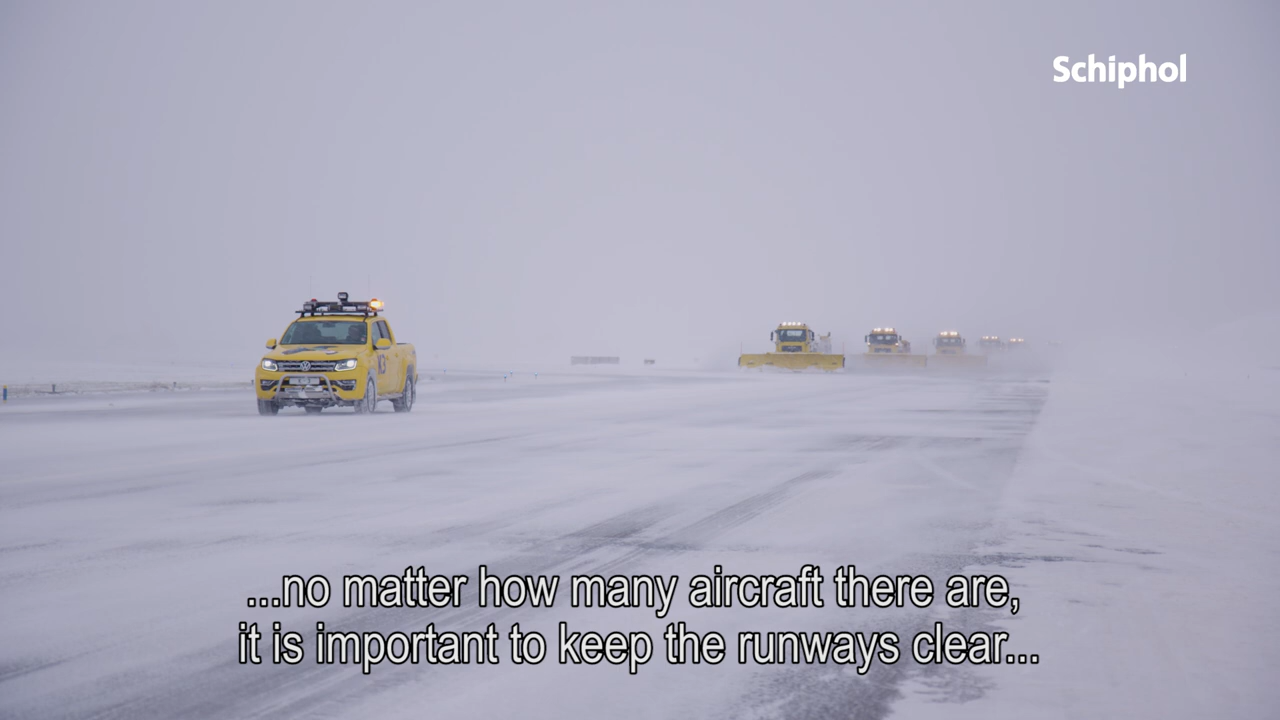 Schiphol
...no matter how many aircraft there are,
it is important to keep the runways clear...